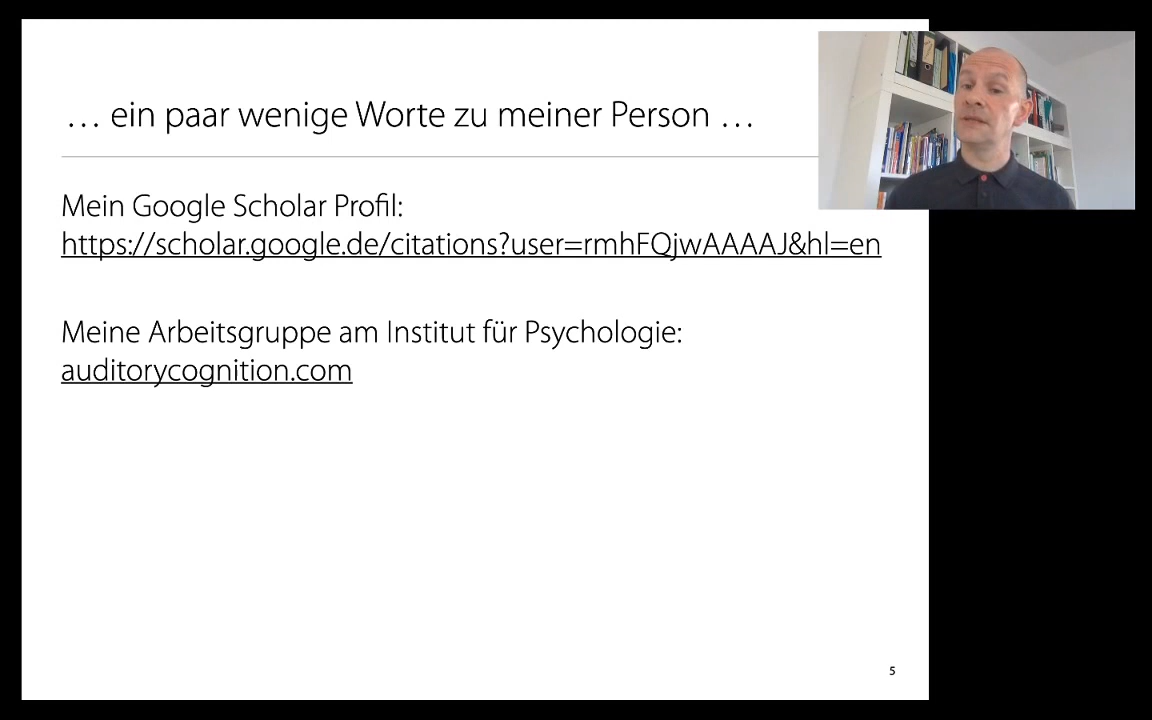 … ein paar wenige Worte zu meiner Person …
Mein Google Scholar Profil:
https://scholar.google.de/citations?user=rmhFQjwAAAAJ&hl=en
Meine Arbeitsgruppe am Institut für Psychologie:
auditorycognition.com
5